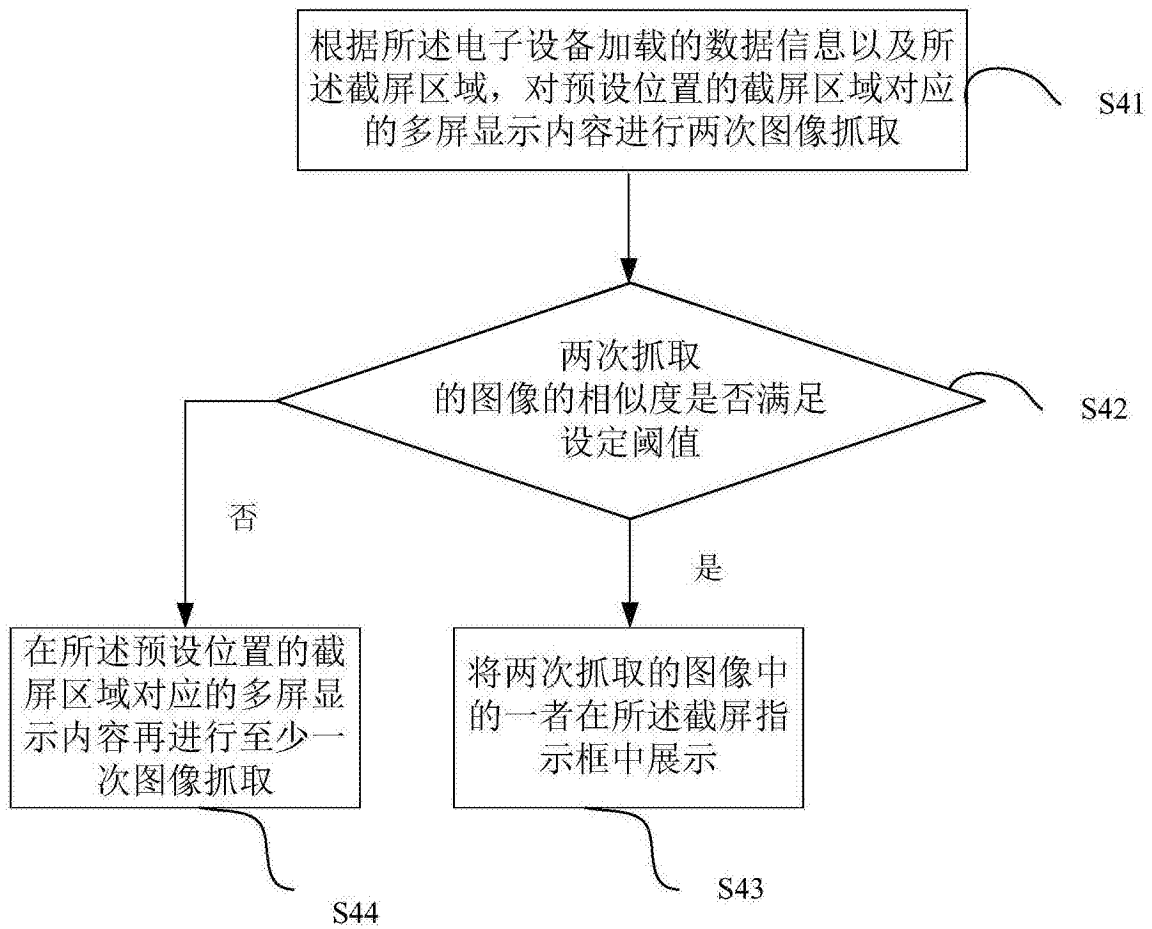 根据所述电子设备加载的数据信息以及所
述截屏区域，对预设位置的截屏区域对应
的多屏显示内容进行两次图像抓取
S41
两次抓取
的图像的相似度是否满足
设定阈值
S42
否
是
在所述预设位置的截
屏区域对应的多屏显
示内容再进行至少一
次图像抓取
将两次抓取的图像中
的一者在所述截屏指
示框中展示
S43
S44